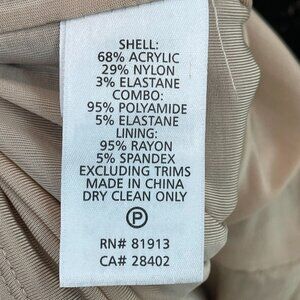 SHELL:
68% ACRYLIC
29% NYLON
3% ELASTANE
COMBO:
95% POLYAMIDE
5% ELASTANE
LINING:
95% RAYON
5% SPANDEX
EXCLUDING TRIMS
MADE IN CHINA
DRY CLEAN ONLY
P
RN# 81913
CA# 28402